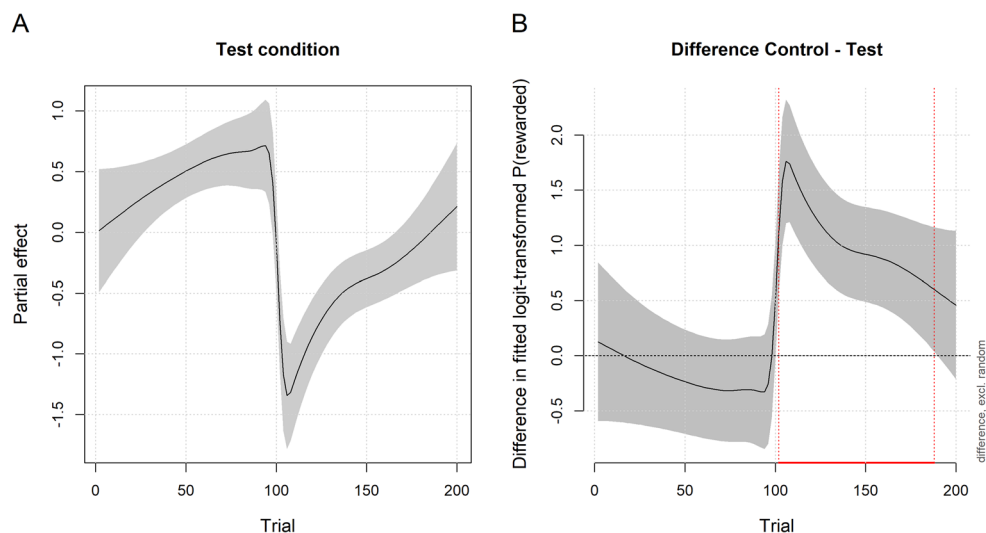 A
Test condition
Partial effect
1.0
0.5
0.0
-0.5
-1.0
-1.5
0
50
100
150
200
Trial
B
Difference Control - Test
Difference in fitted logit-transformed P(rewarded)
2.0
1.5
1.0
0.5
0.0
-0.5
0
50
100
150
200
Trial
difference, excl. random